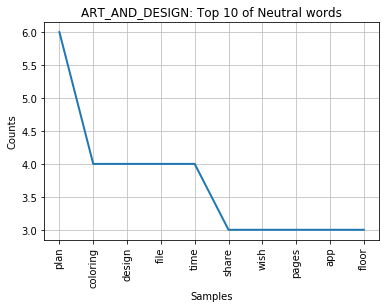 ART_AND_DESIGN: Top 10 of Neutral words
6.0
5.5
5.0
4.5
4.0
3.5
3.0
Counts
plan
coloring
design
file
time
share
wish
pages
app
floor
Samples